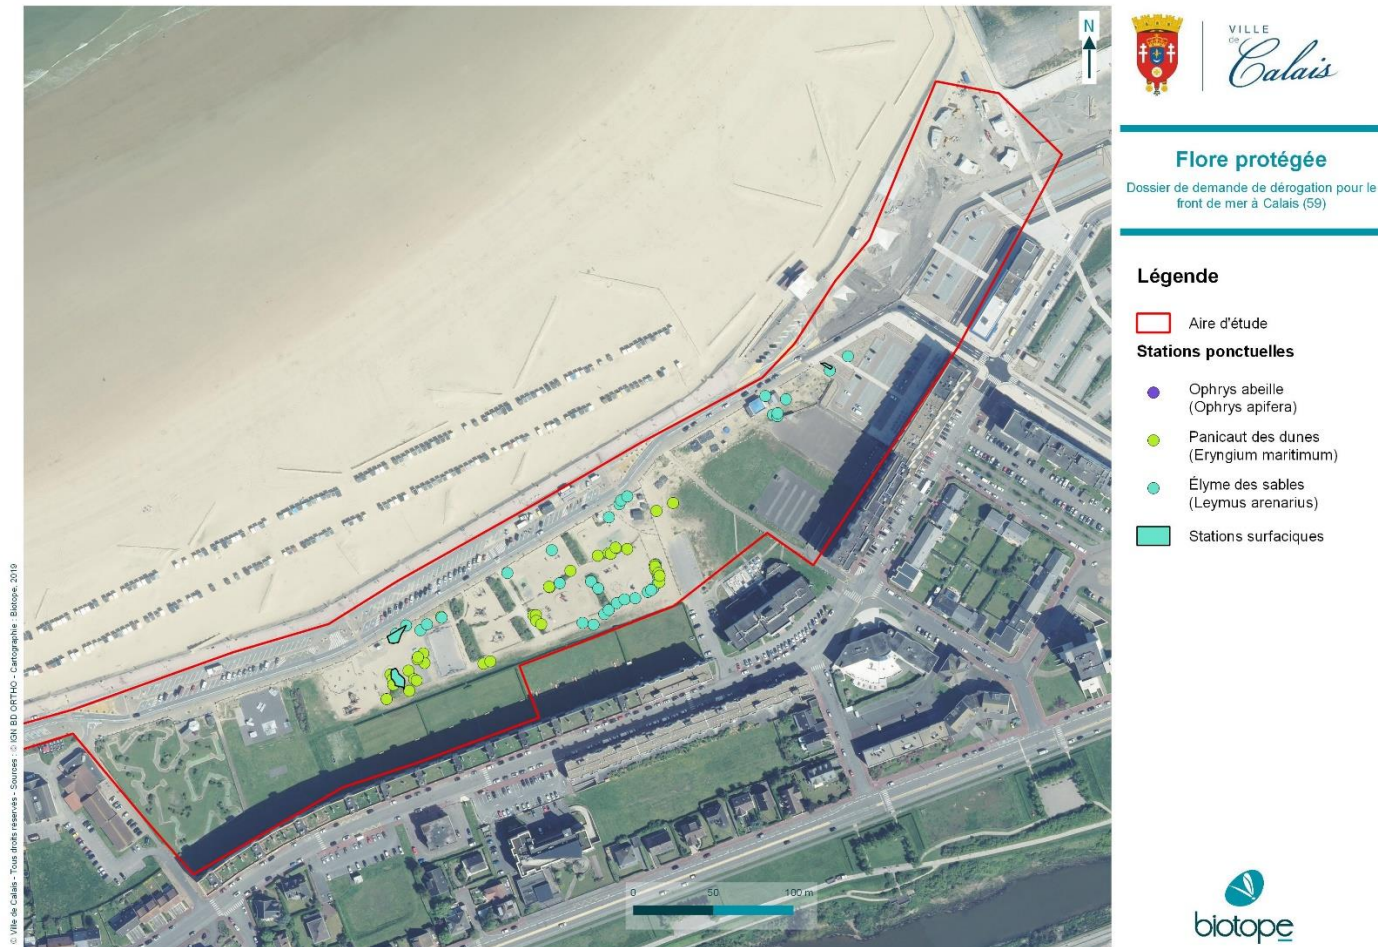 N
VILLE
de
Calais
Flore protégée
Dossier de demande de dérogation pour le
front de mer à Calais (59)
Légende
Aire d'étude
Stations ponctuelles
Ophrys abeille
(Ophrys apifera)
Panicaut des dunes
(Eryngium maritimum)
Élyme des sables
(Leymus arenarius)
Stations surfaciques
0 50 100 m
biotope
© Ville de Calais - Tous droits réservés - Sources : © IGN BD ORTHO - Cartographie : Biotope, 2019